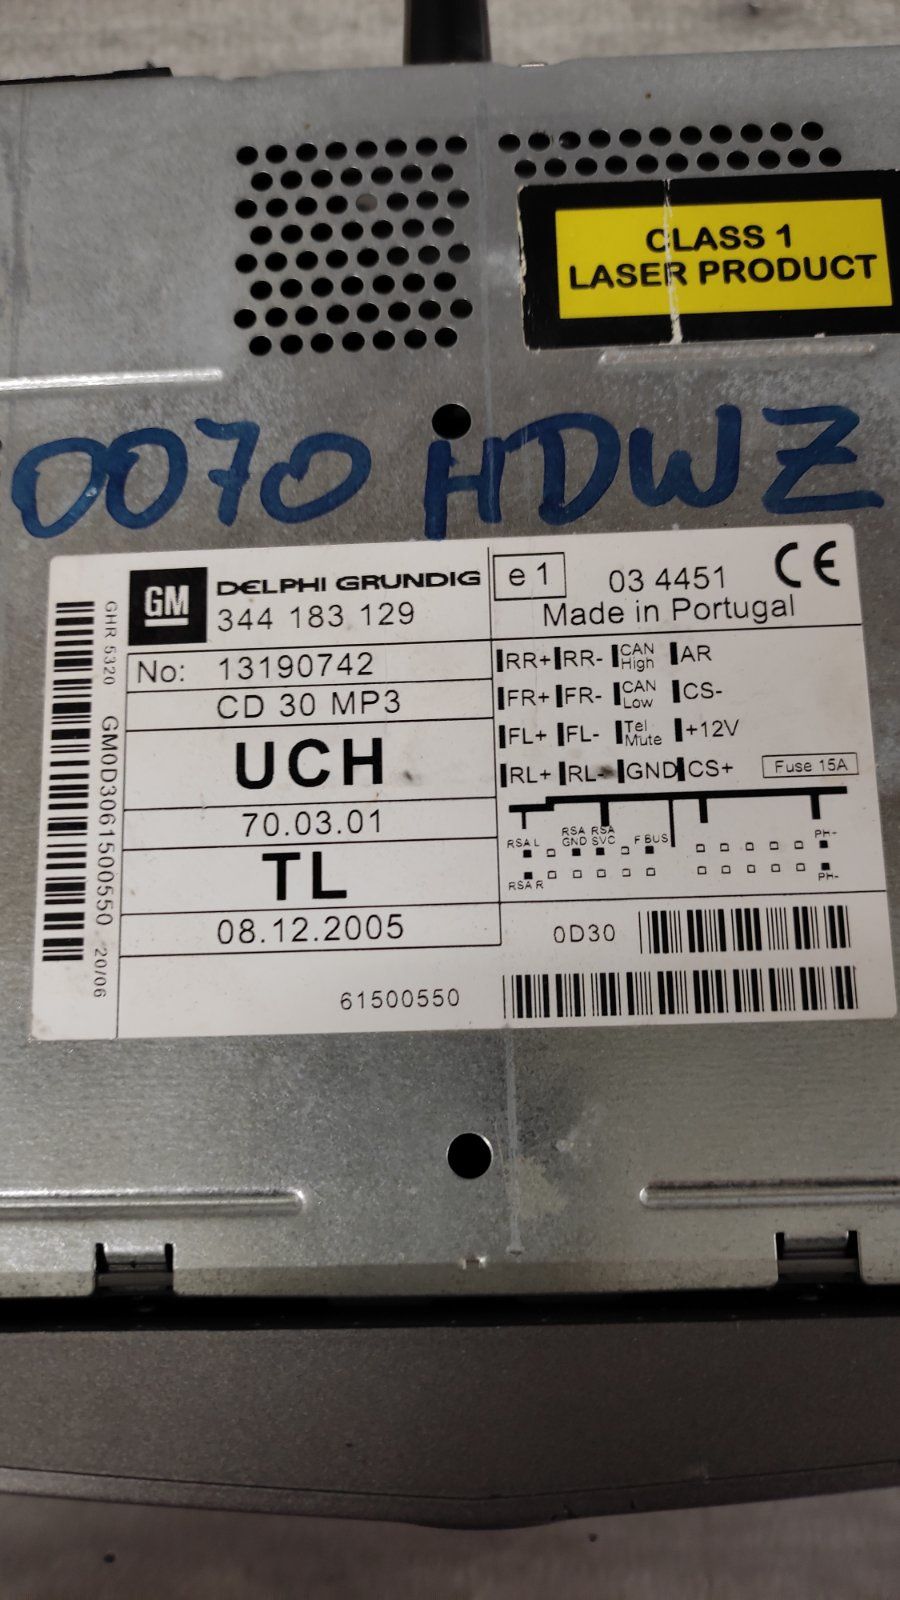 CLASS 1
LASER PRODUCT
0070 HDWZ
GM
DELPHI GRUNDIG
344 183 129
e1
03 4451
CE
Made in Portugal
GHR 5320 GM0D3061500550 20/06
No: 13190742
CD 30 MP3
UCH
70.03.01
TL
08.12.2005
61500550
RR+ RR- CAN High AR
FR+ FR- CAN Low CS-
FL+ FL- Tel Mute +12V
RL+ RL- GND CS+
Fuse 15A
RSA L RSA GND RSA SVC F BUS PH-
RSA R PH-
0D30